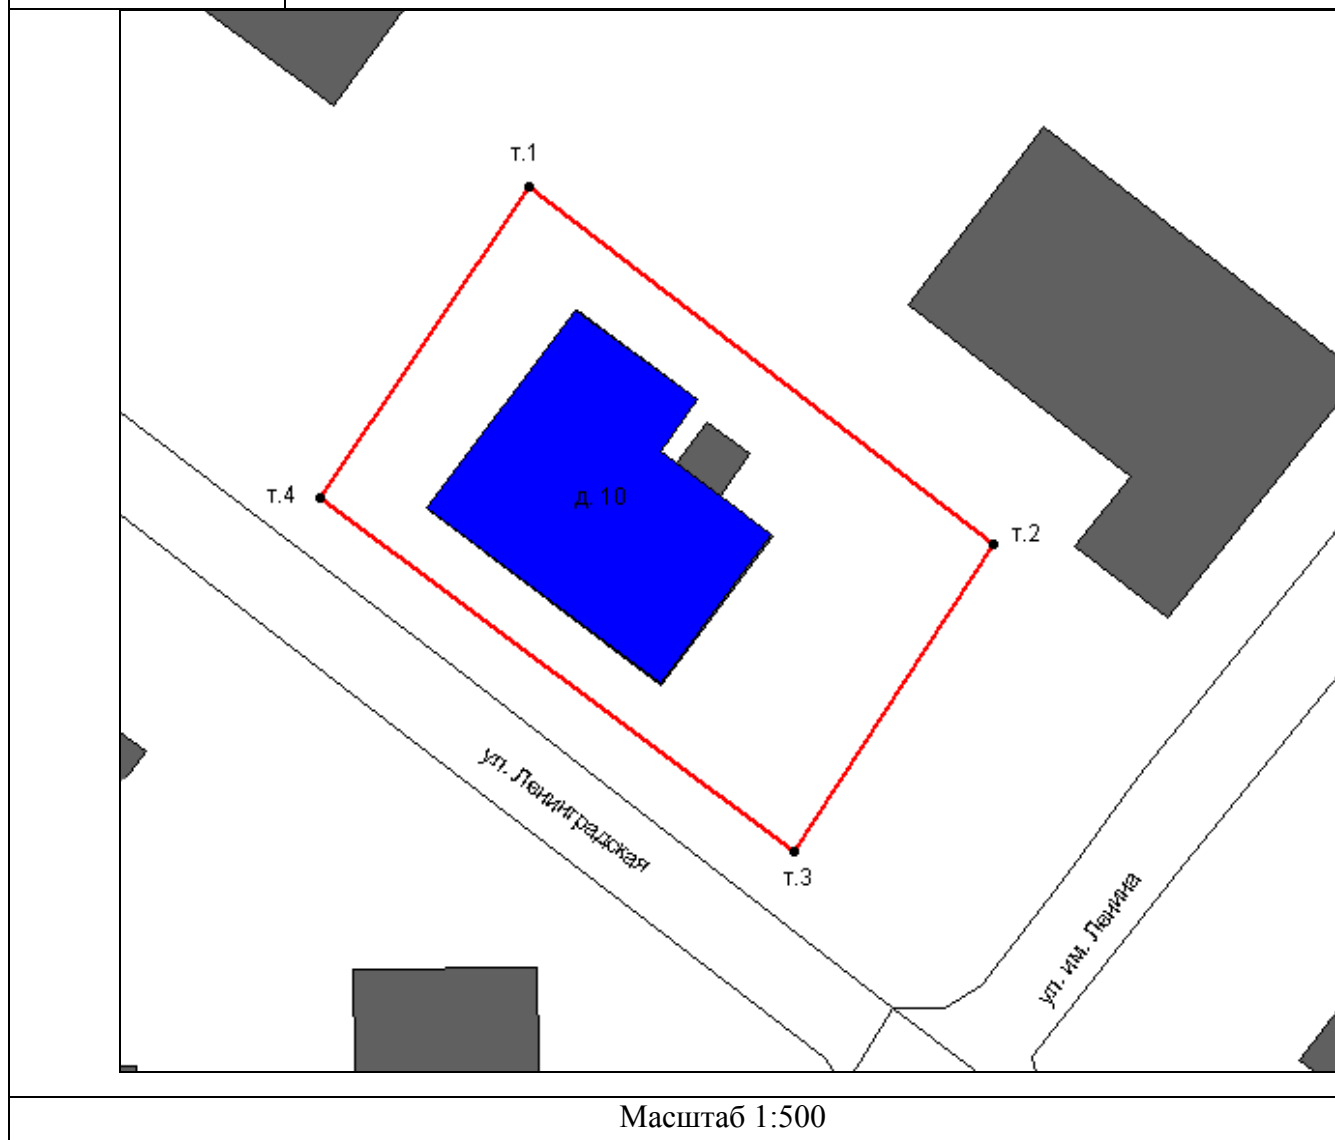 т.1
т.4
д. 10
т.2
ул. Ленинградская
т.3
ул. им. Ленина
Масштаб 1:500